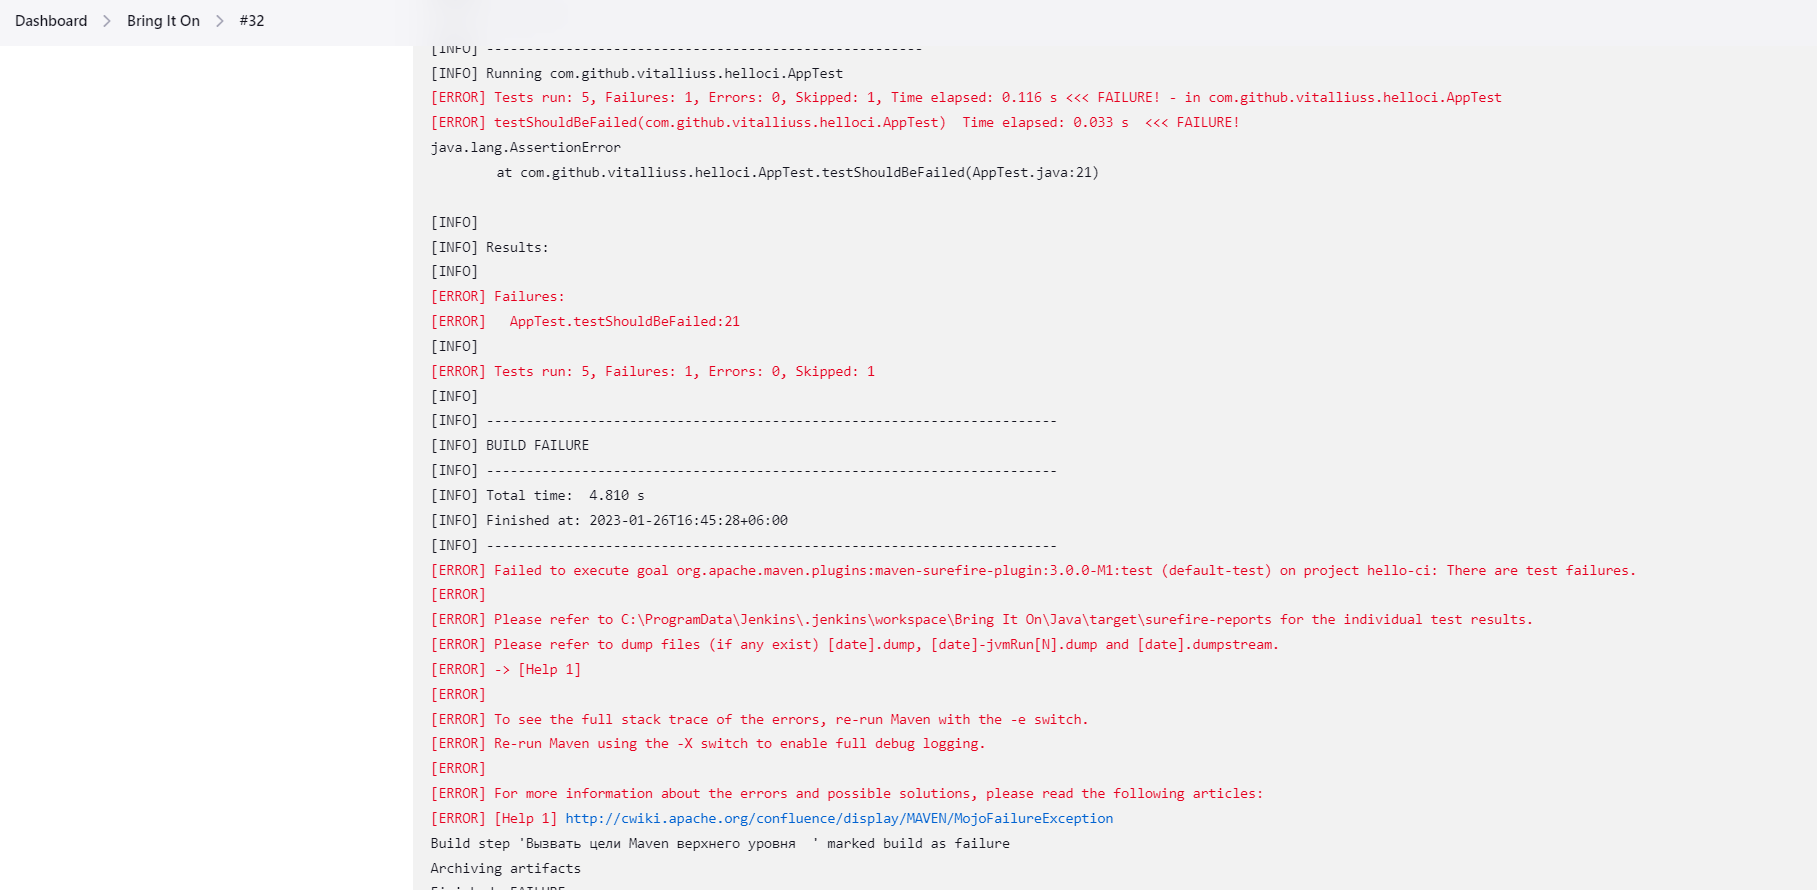 Dashboard > Bring It On > #32
[INFO] -------------------------------------------------------
[INFO] Running com.github.vitalliuss.helloci.AppTest
[ERROR] Tests run: 5, Failures: 1, Errors: 0, Skipped: 1, Time elapsed: 0.116 s <<< FAILURE! - in com.github.vitalliuss.helloci.AppTest
[ERROR] testShouldBeFailed(com.github.vitalliuss.helloci.AppTest)  Time elapsed: 0.033 s  <<< FAILURE!
java.lang.AssertionError
	at com.github.vitalliuss.helloci.AppTest.testShouldBeFailed(AppTest.java:21)
[INFO]
[INFO] Results:
[INFO]
[ERROR] Failures:
[ERROR]   AppTest.testShouldBeFailed:21
[INFO]
[ERROR] Tests run: 5, Failures: 1, Errors: 0, Skipped: 1
[INFO]
[INFO] ------------------------------------------------------------------------
[INFO] BUILD FAILURE
[INFO] ------------------------------------------------------------------------
[INFO] Total time:  4.810 s
[INFO] Finished at: 2023-01-26T16:45:28+06:00
[INFO] ------------------------------------------------------------------------
[ERROR] Failed to execute goal org.apache.maven.plugins:maven-surefire-plugin:3.0.0-M1:test (default-test) on project hello-ci: There are test failures.
[ERROR]
[ERROR] Please refer to C:\ProgramData\Jenkins\.jenkins\workspace\Bring It On\Java\target\surefire-reports for the individual test results.
[ERROR] Please refer to dump files (if any exist) [date].dump, [date]-jvmRun[N].dump and [date].dumpstream.
[ERROR] -> [Help 1]
[ERROR]
[ERROR] To see the full stack trace of the errors, re-run Maven with the -e switch.
[ERROR] Re-run Maven using the -X switch to enable full debug logging.
[ERROR]
[ERROR] For more information about the errors and possible solutions, please read the following articles:
[ERROR] [Help 1] http://cwiki.apache.org/confluence/display/MAVEN/MojoFailureException
Build step 'Вызвать цели Maven верхнего уровня  ' marked build as failure
Archiving artifacts
Finished: FAILURE